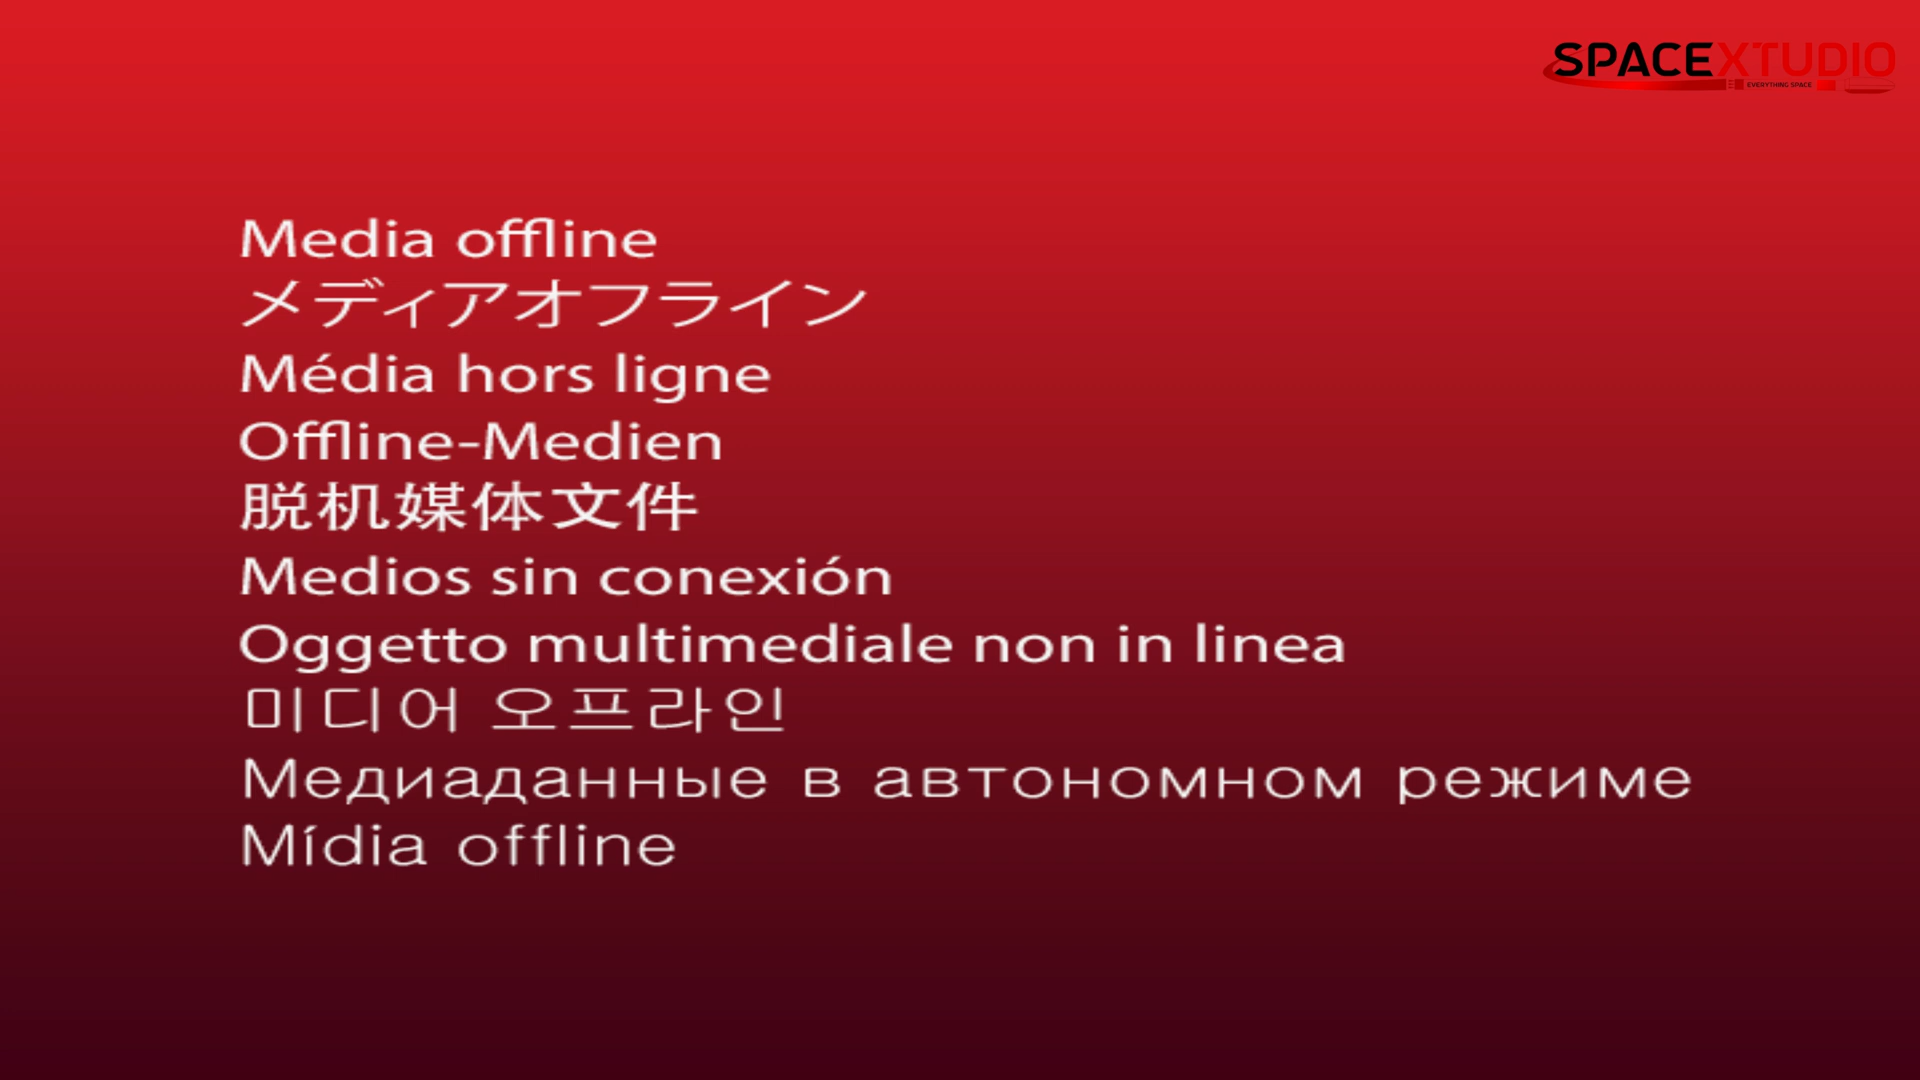 SPACEXTUDIO
EVERYTHING SPACE
Media offline
メディアオフライン
Média hors ligne
Offline-Medien
脱机媒体文件
Medios sin conexión
Oggetto multimediale non in linea
미디어 오프라인
Медиаданные в автономном режиме
Mídia offline